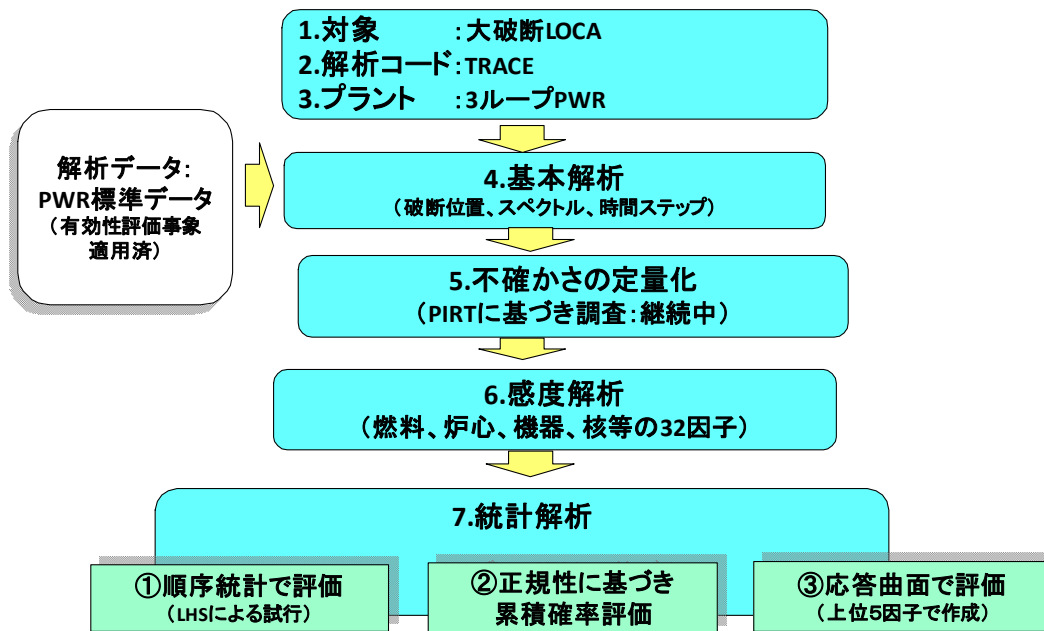 1.対象　　　:大破断LOCA
2.解析コード:TRACE
3.プラント　:3ループPWR
解析データ:
PWR標準データ
(有効性評価事象
適用済)
4.基本解析
(破断位置、スペクトル、時間ステップ)
5.不確かさの定量化
(PIRTに基づき調査:継続中)
6.感度解析
(燃料、炉心、機器、核等の32因子)
7.統計解析
①順序統計で評価
(LHSによる試行)
②正規性に基づき
累積確率評価
③応答曲面で評価
(上位5因子で作成)